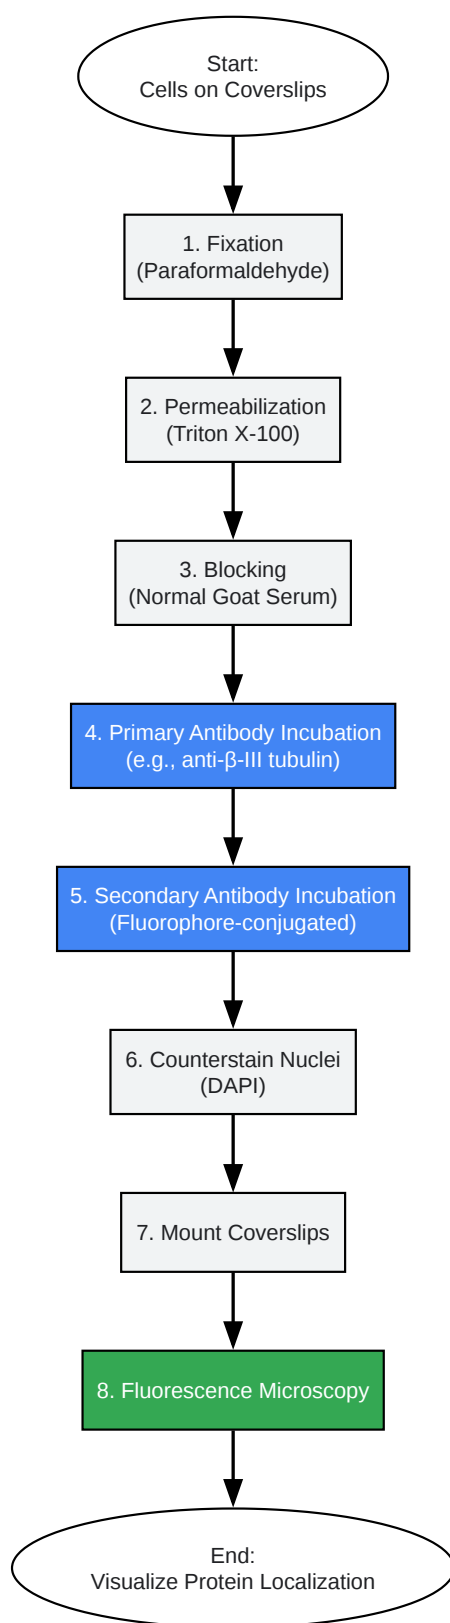 Start:
Cells on Coverslips
1. Fixation
(Paraformaldehyde)
2. Permeabilization
(Triton X-100)
3. Blocking
(Normal Goat Serum)
4. Primary Antibody Incubation
(e.g., anti-β-III tubulin)
5. Secondary Antibody Incubation
(Fluorophore-conjugated)
6. Counterstain Nuclei
(DAPI)
7. Mount Coverslips
8. Fluorescence Microscopy
End:
Visualize Protein Localization